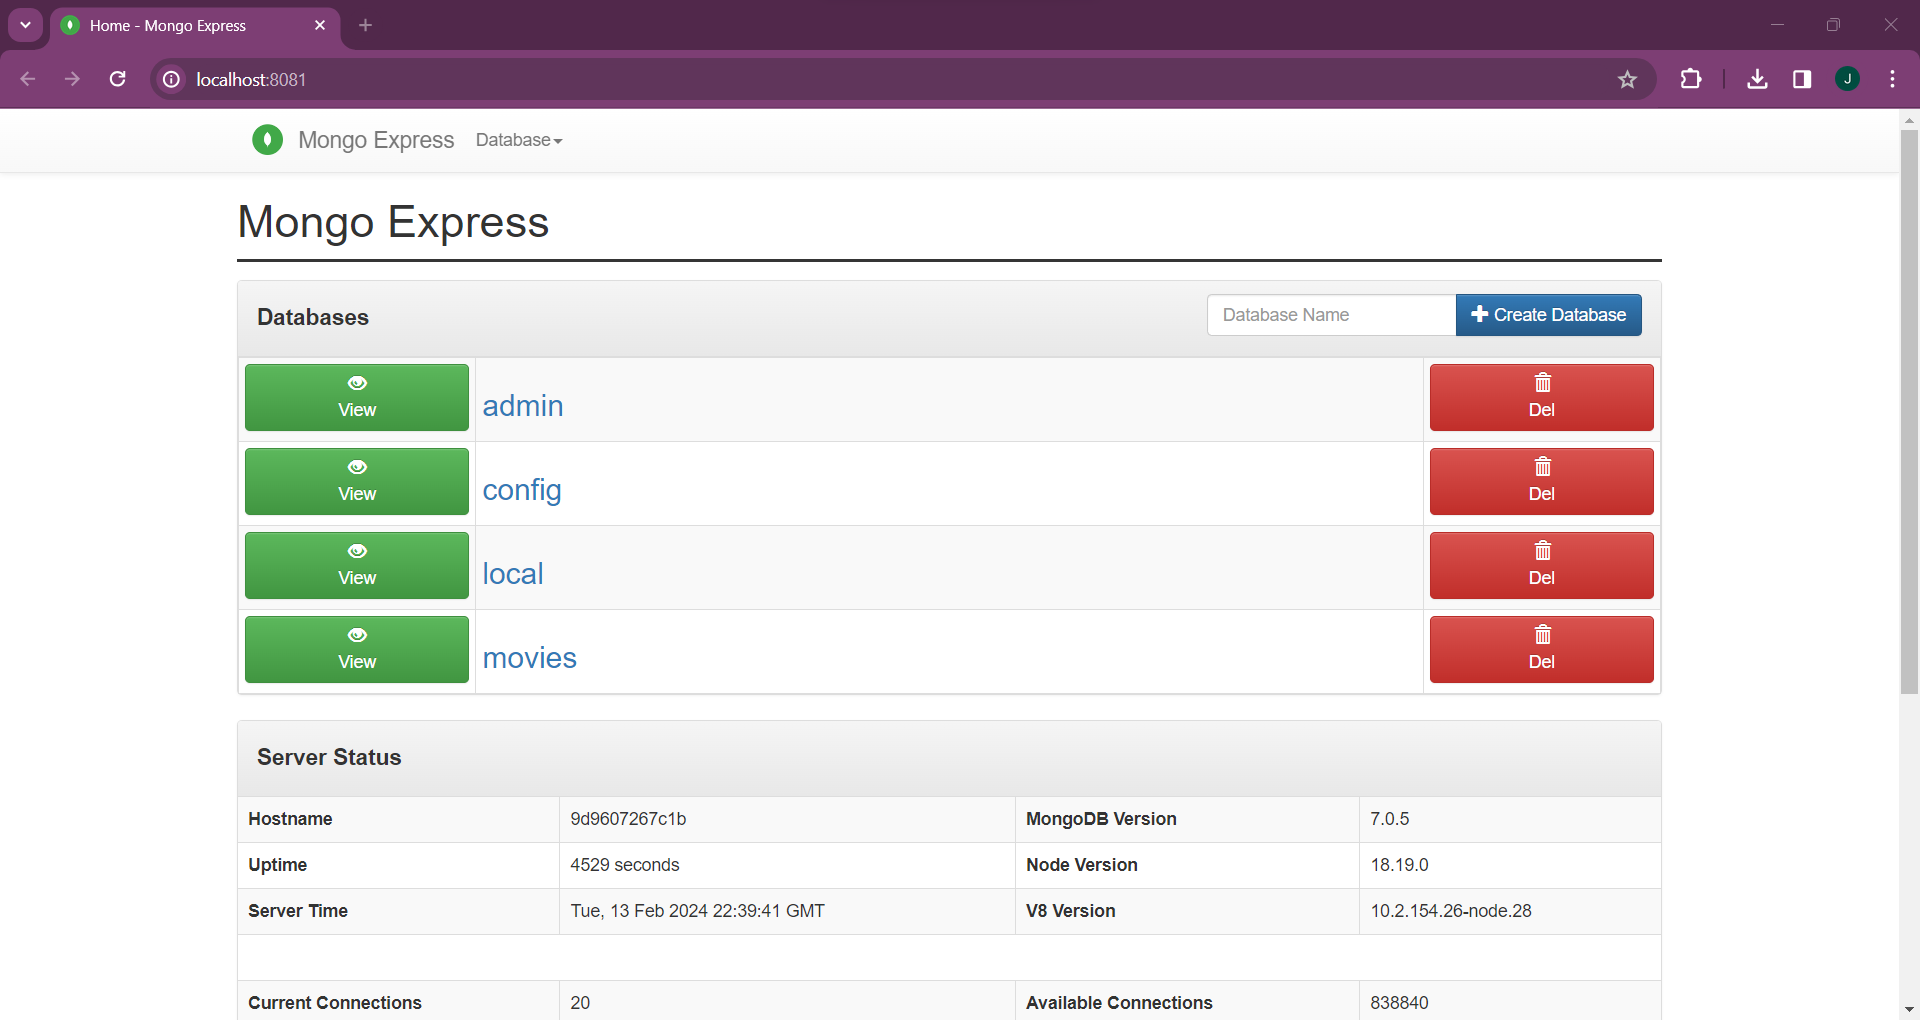 Home - Mongo Express
localhost:8081
J
Mongo Express Database
Mongo Express
Databases
Database Name
Create Database
View
admin
Del
View
config
Del
View
local
Del
View
movies
Del
Server Status
Hostname 9d9607267c1b MongoDB Version 7.0.5
Uptime 4529 seconds Node Version 18.19.0
Server Time Tue, 13 Feb 2024 22:39:41 GMT V8 Version 10.2.154.26-node.28
Current Connections 20 Available Connections 838840